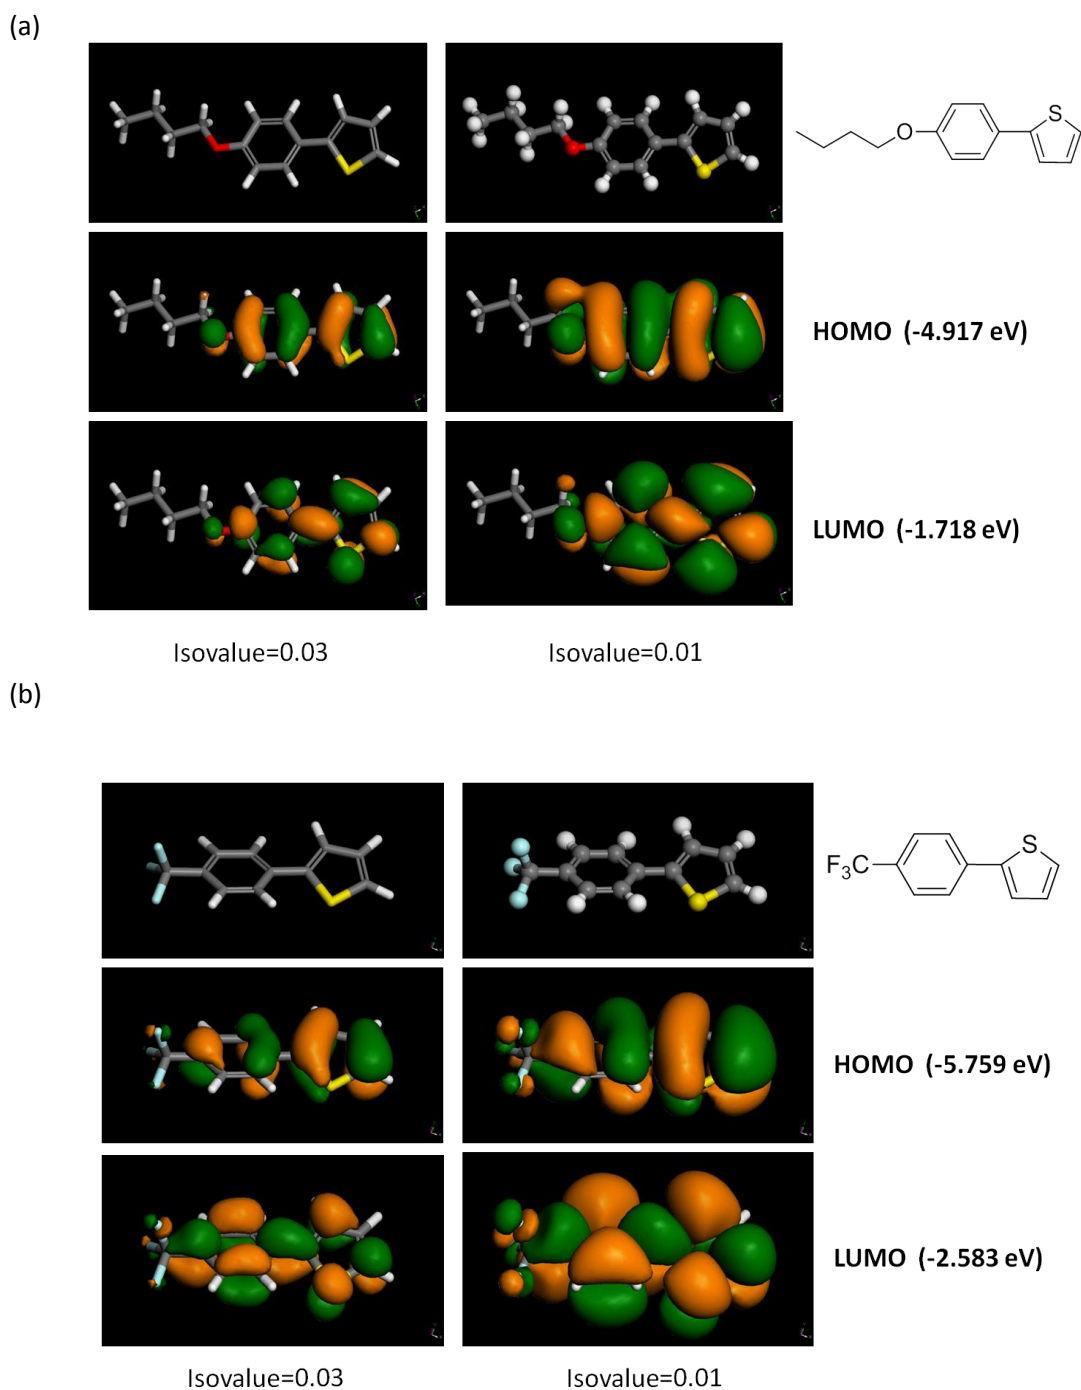 (a)
S
O
HOMO (-4.917 eV)
LUMO (-1.718 eV)
Isovalue=0.03 Isovalue=0.01
(b)
S
F3C
HOMO (-5.759 eV)
LUMO (-2.583 eV)
Isovalue=0.03 Isovalue=0.01